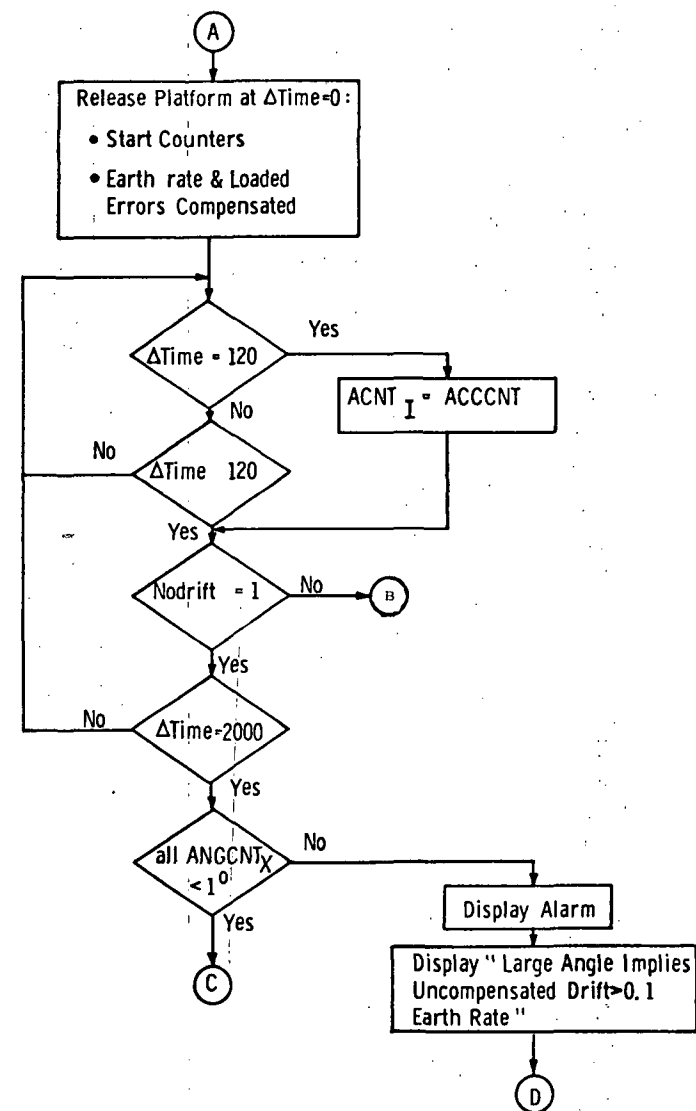 A
Release Platform at ΔTime=0:
• Start Counters
• Earth rate & Loaded
Errors Compensated
Yes
ΔTime = 120
ACNT I = ACCCNT
No
No
ΔTime 120
Yes
Nodrift = 1
No
B
Yes
No
ΔTime=2000
Yes
No
all ANGCNTX
< 1°
Display Alarm
Yes
C
Display " Large Angle Implies
Uncompensated Drift>0.1
Earth Rate "
D